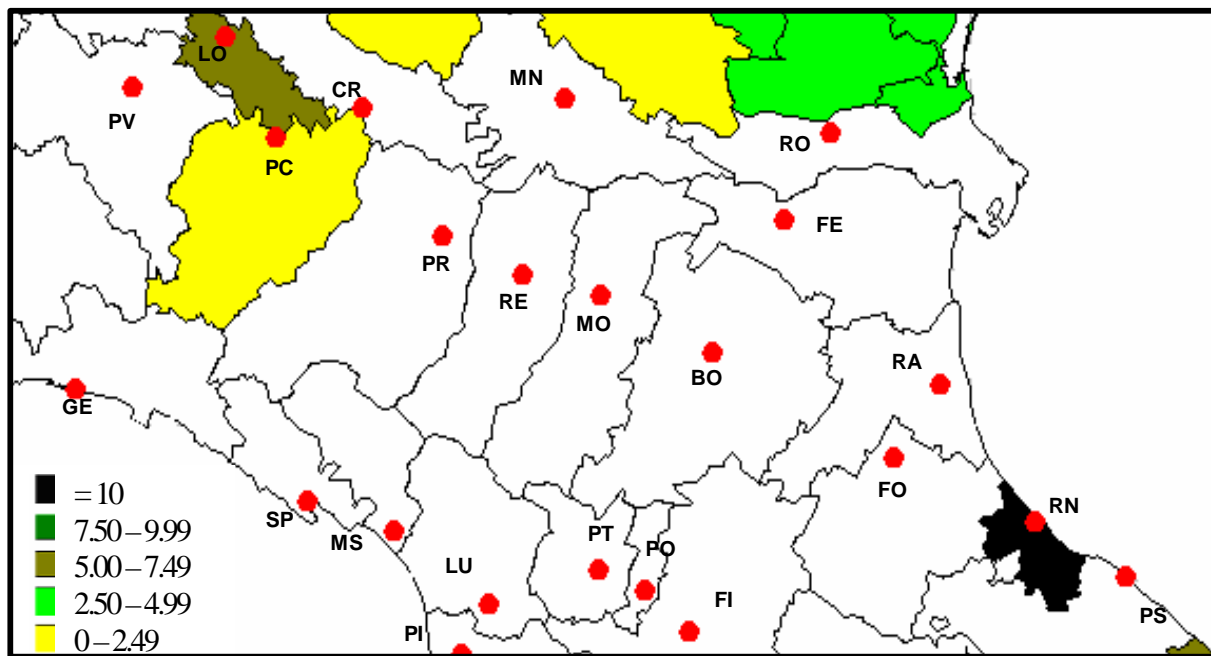 LO
CR
MN
PV
RO
PC
FE
PR
RE
MO
RA
BO
GE
= 10
7.50 – 9.99
5.00 – 7.49
2.50 – 4.99
0 – 2.49
FO
SP
MS
RN
PT
PO
LU
FI
PS
PI